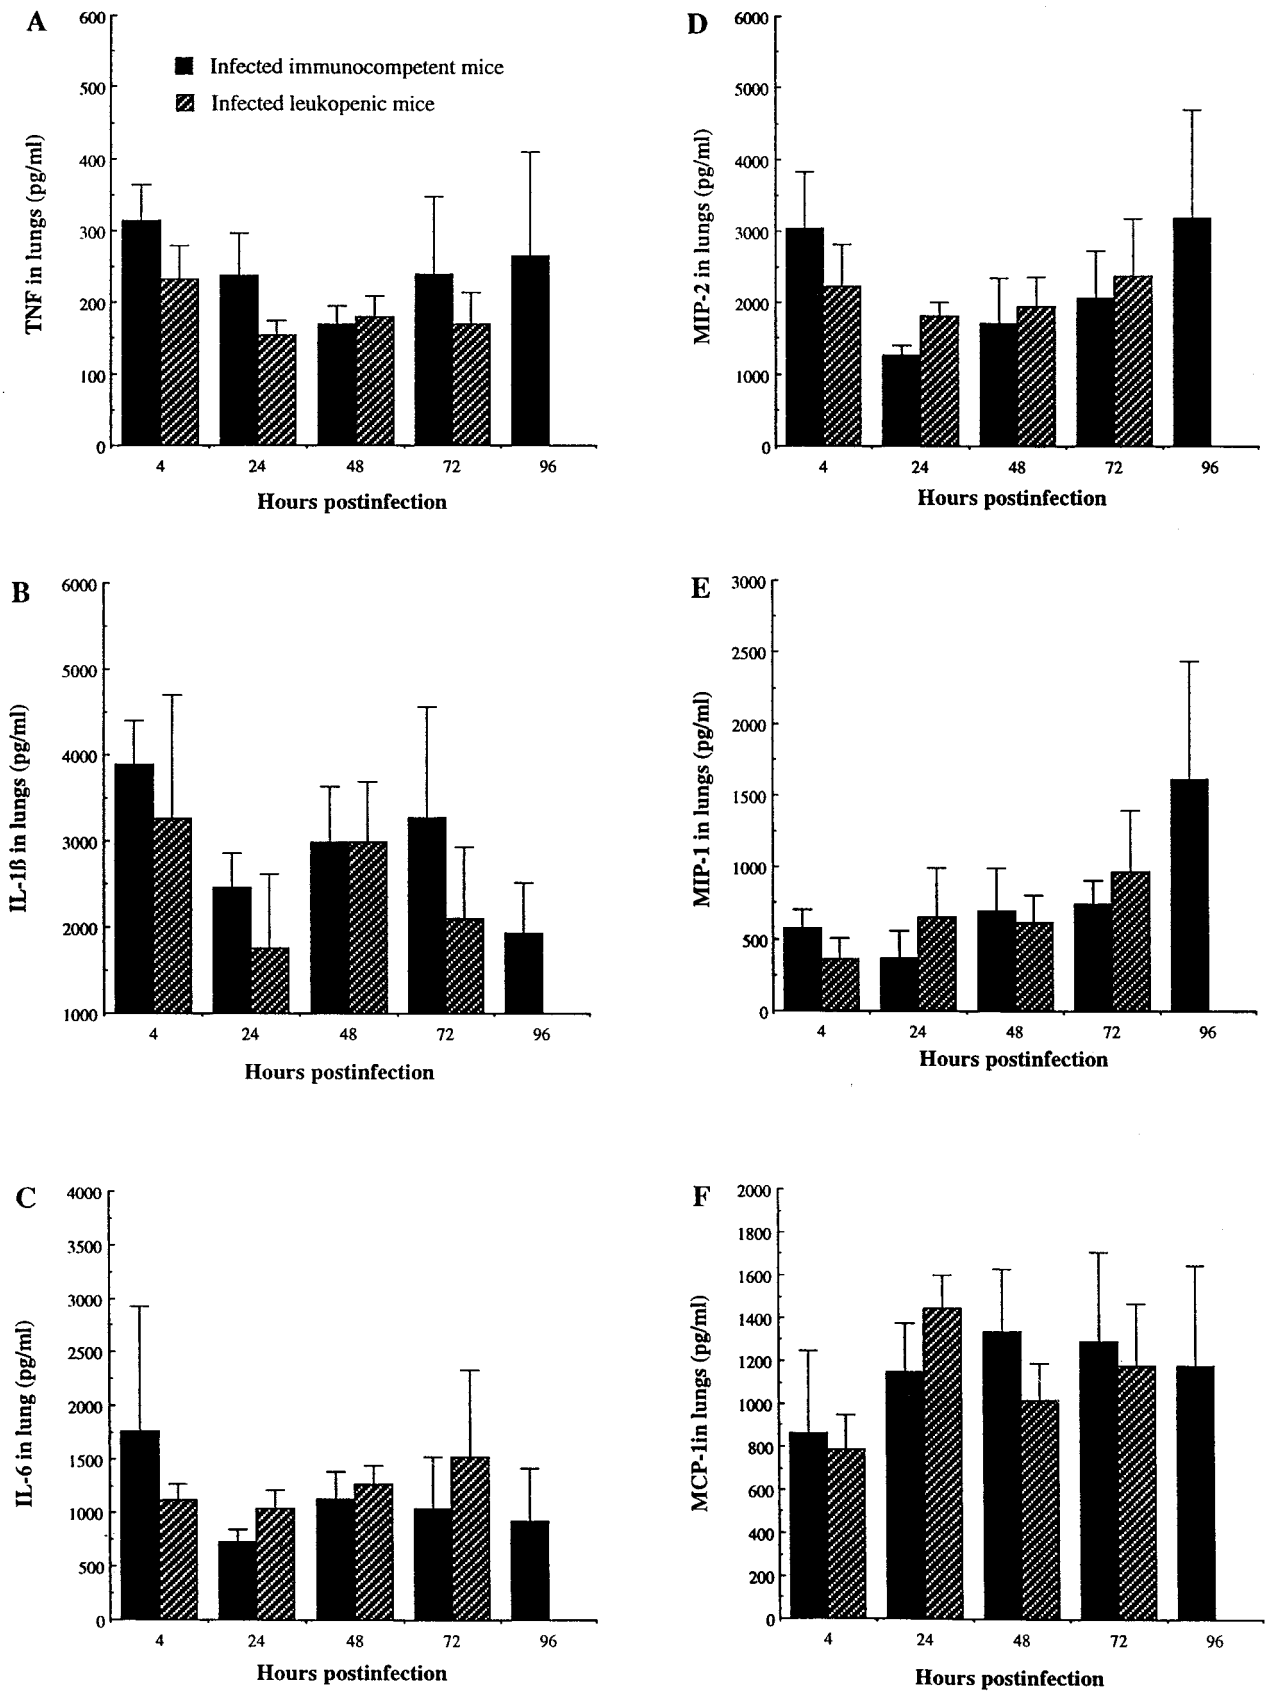 A
600
500
400
300
200
100
0
TNF in lungs (pg/ml)
Infected immunocompetent mice
Infected leukopenic mice
4 24 48 72 96
Hours postinfection
D
6000
5000
4000
3000
2000
1000
0
MIP-2 in lungs (pg/ml)
4 24 48 72 96
Hours postinfection
B
6000
5000
4000
3000
2000
1000
IL-1ß in lungs (pg/ml)
4 24 48 72 96
Hours postinfection
E
3000
2500
2000
1500
1000
500
0
MIP-1 in lungs (pg/ml)
4 24 48 72 96
Hours postinfection
C
4000
3500
3000
2500
2000
1500
1000
500
0
IL-6 in lung (pg/ml)
4 24 48 72 96
Hours postinfection
F
2000
1800
1600
1400
1200
1000
800
600
400
200
0
MCP-1in lungs (pg/ml)
4 24 48 72 96
Hours postinfection